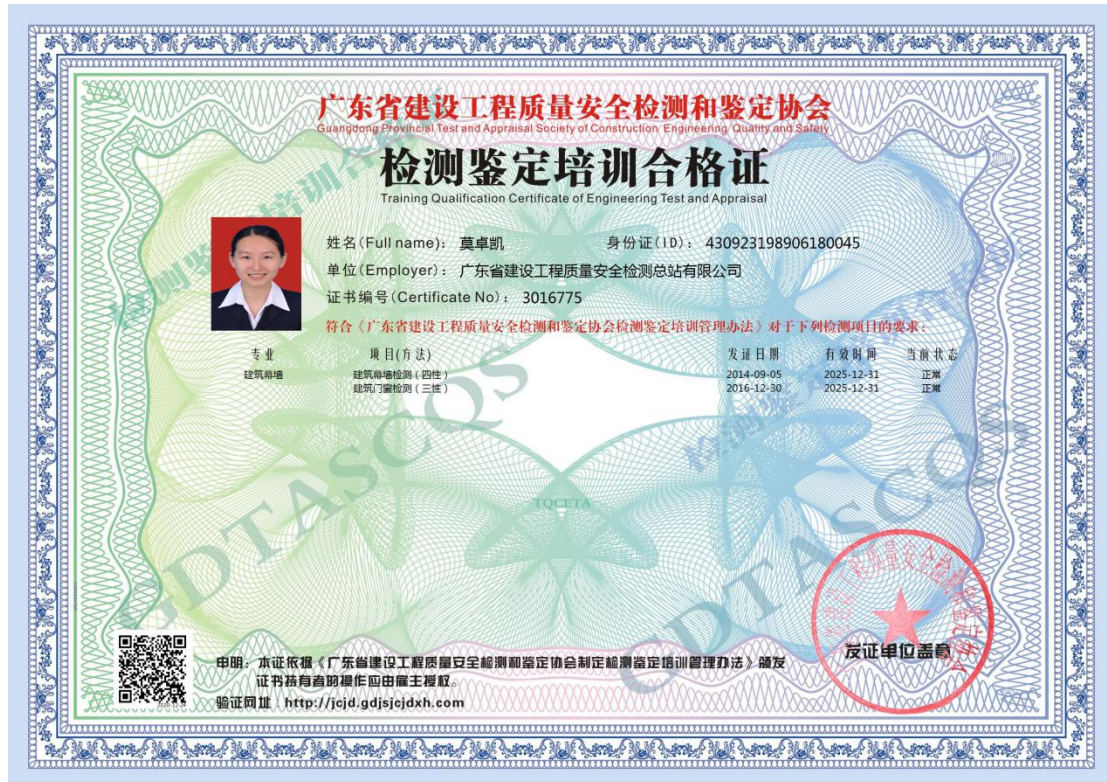 广东省建设工程质量安全检测和鉴定协会
Guangdong Provincial Test and Appraisal Society of Construction Engineering Quality and Safety
检测鉴定培训合格证
Training Qualification Certificate of Engineering Test and Appraisal
姓名(Full name)： 莫卓凯 身份证(ID)： 430923198906180045
单位(Employer)： 广东省建设工程质量安全检测总站有限公司
证书编号(Certificate No)： 3016775
符合《广东省建设工程质量安全检测和鉴定协会检测鉴定培训管理办法》对于下列检测项目的要求：
专业 项目(方法) 发证日期 有效时间 当前状态
建筑幕墙 建筑幕墙检测（四性） 2014-09-05 2025-12-31 正常
建筑门窗检测（三性） 2016-12-30 2025-12-31 正常
GDTASCQS
GDTASCQS
TQCETA
发证单位盖章
申明：本证依据《广东省建设工程质量安全检测和鉴定协会制定检测鉴定培训管理办法》颁发
证书持有者的操作应由雇主授权。
验证网址 http://jcjd.gdjsjcjdxh.com